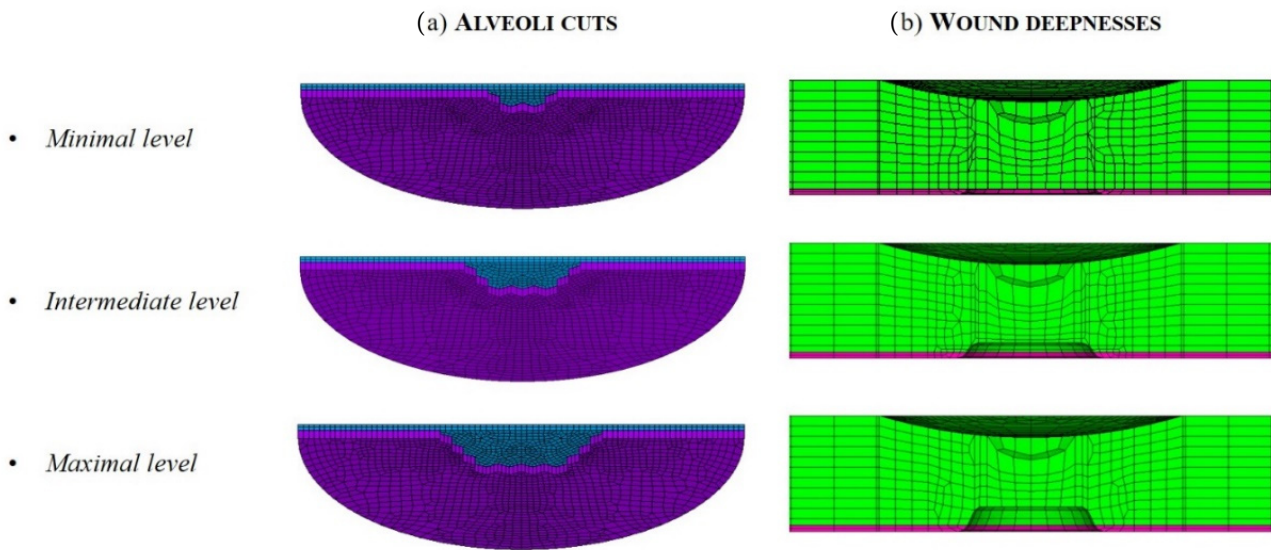 (a) ALVEOLI CUTS
(b) WOUND DEEPNESSES
• Minimal level
• Intermediate level
• Maximal level